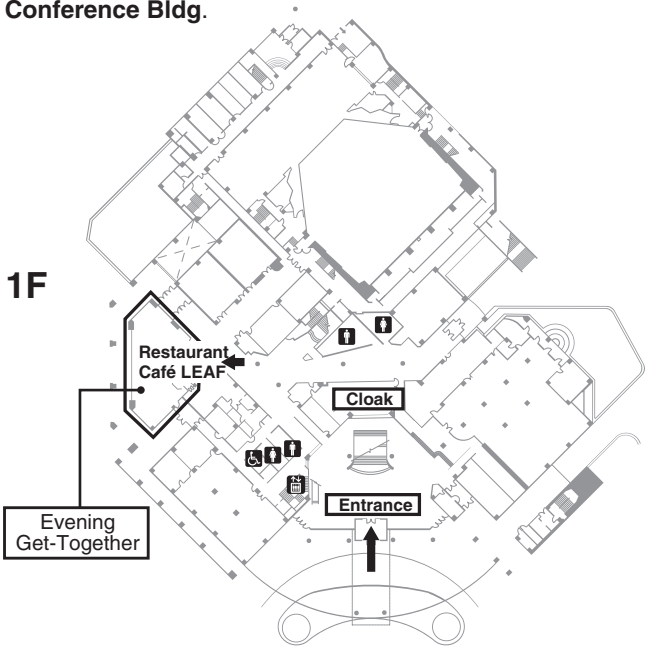 Conference Bldg.
1F
Restaurant
Café LEAF
Cloak
Entrance
Evening
Get-Together